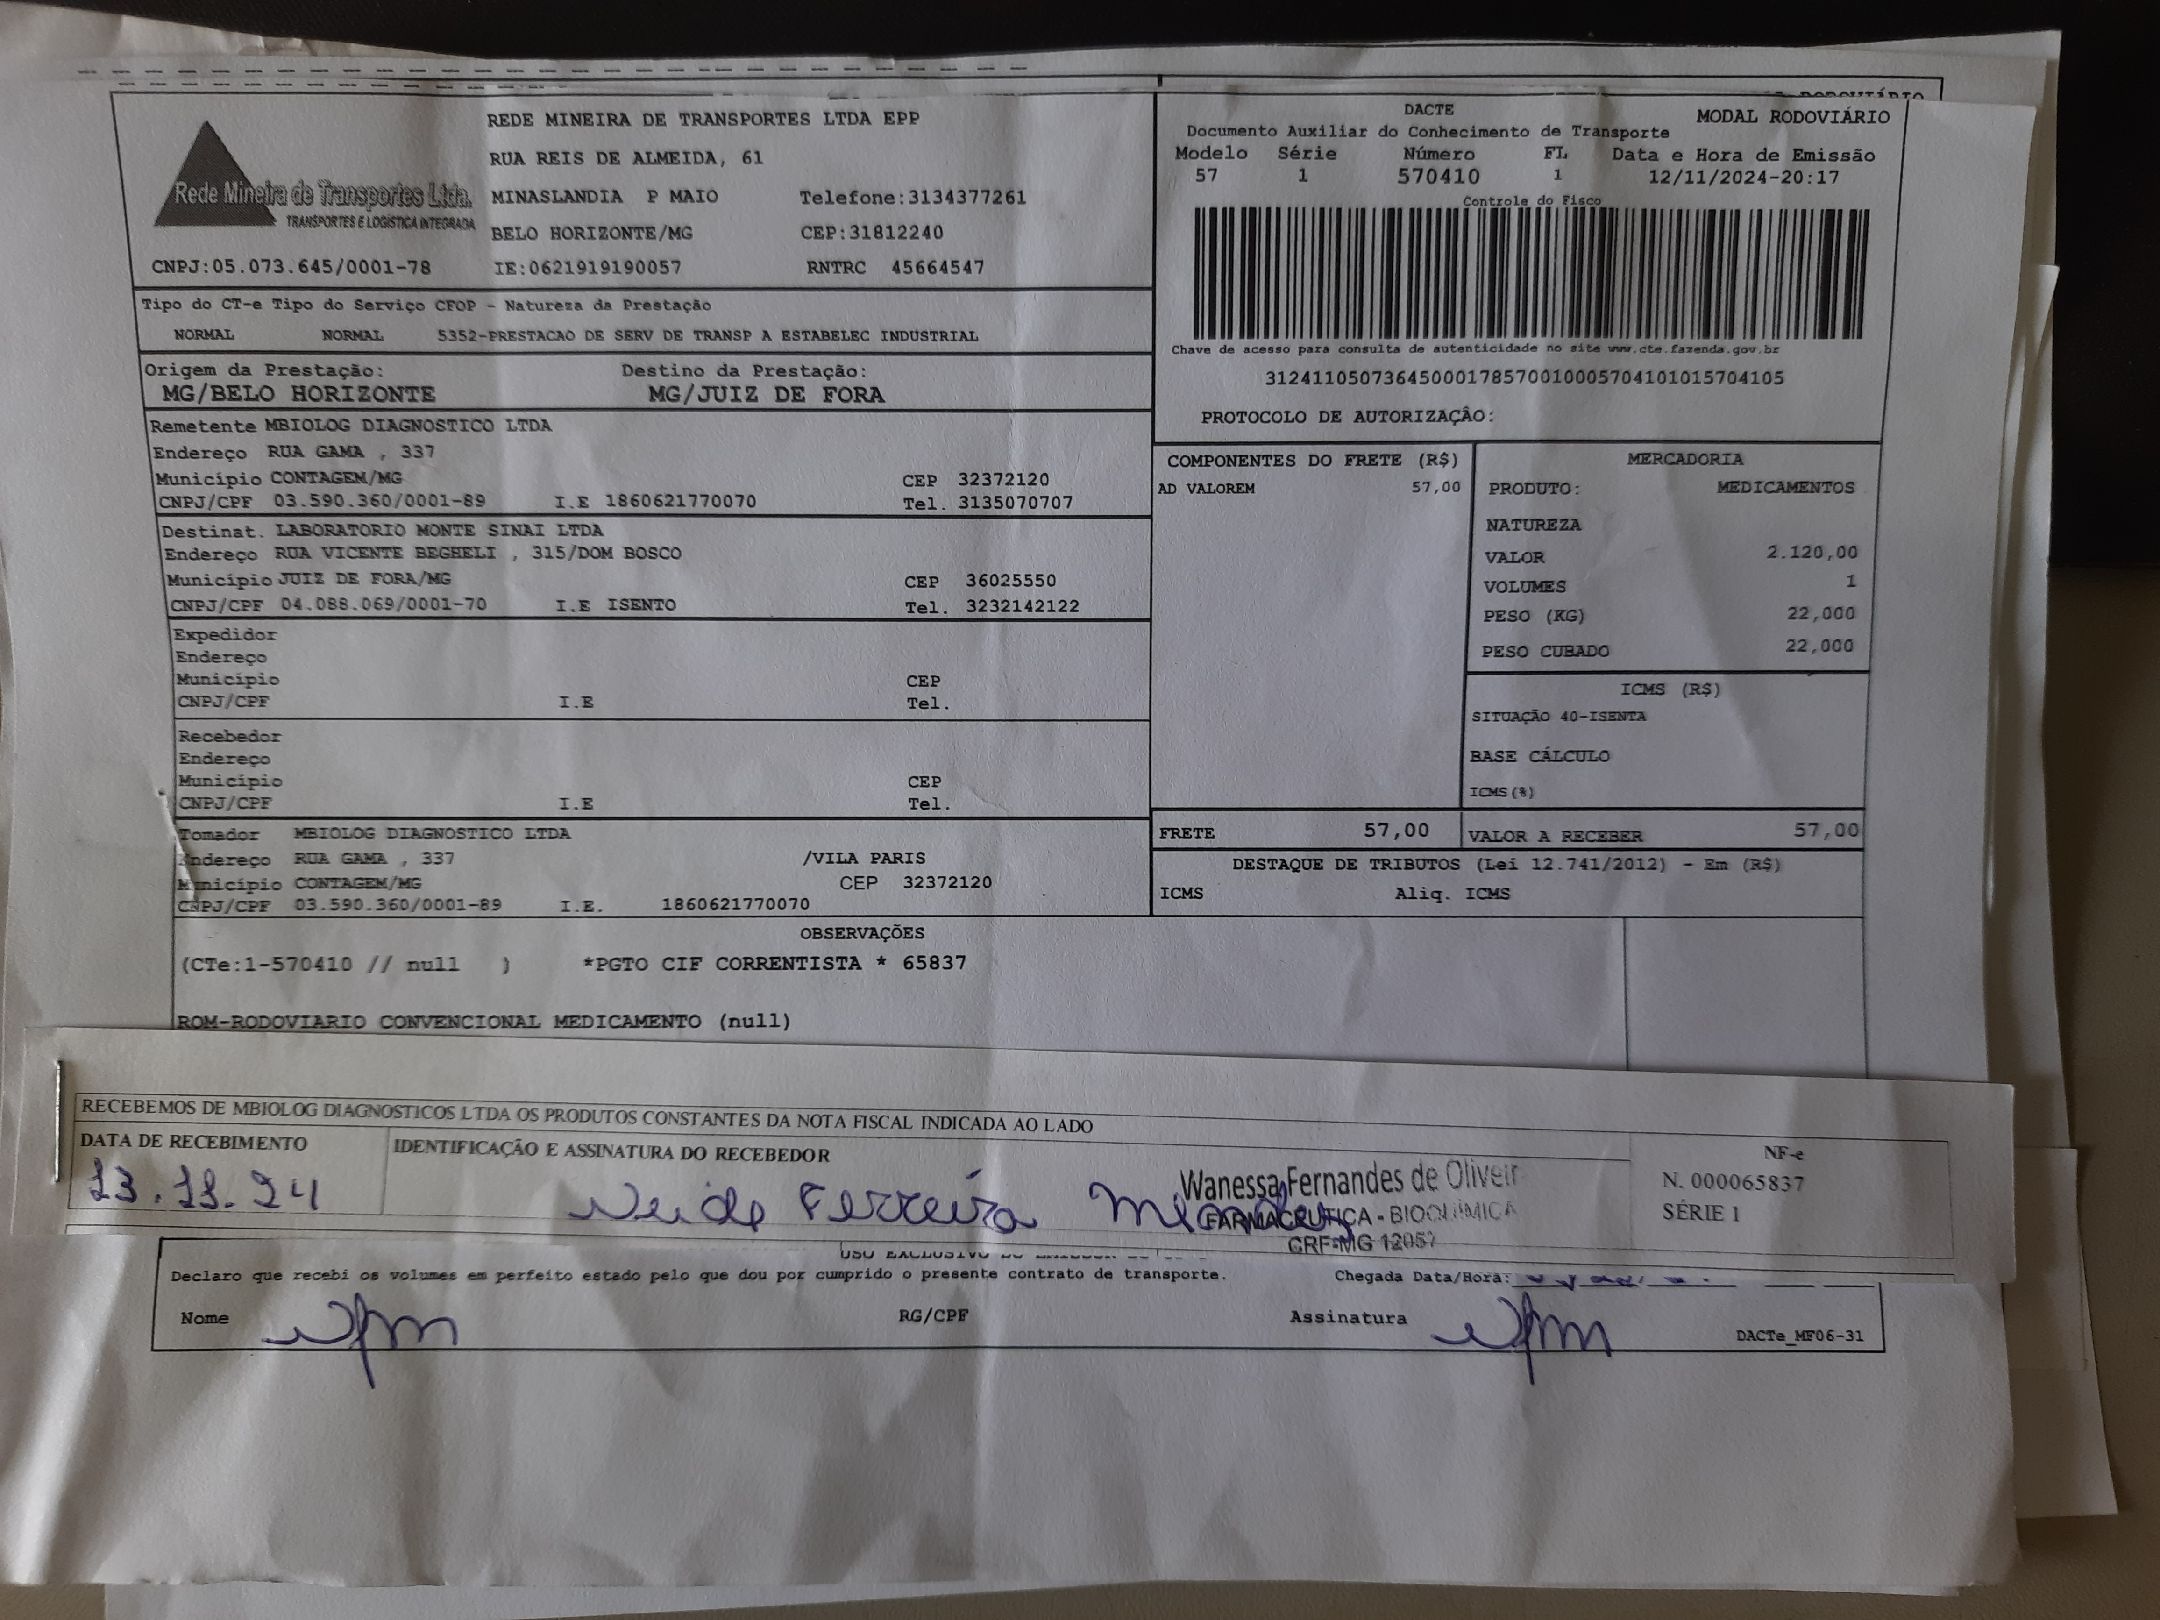 RODOVIÁRIO
Rede Mineira de Transportes Ltda.
TRANSPORTES E LOGÍSTICA INTEGRADA
REDE MINEIRA DE TRANSPORTES LTDA EPP
RUA REIS DE ALMEIDA, 61
MINASLANDIA P MAIO Telefone:3134377261
BELO HORIZONTE/MG CEP:31812240
CNPJ:05.073.645/0001-78 IE:0621919190057 RNTRC 45664547
DACTE MODAL RODOVIÁRIO
Documento Auxiliar do Conhecimento de Transporte
Modelo Série Número FL Data e Hora de Emissão
57 1 570410 1 12/11/2024-20:17
Controle do Fisco
Chave de acesso para consulta de autenticidade no site www.cte.fazenda.gov.br
31241105073645000178570010005704101015704105
PROTOCOLO DE AUTORIZAÇÂO:
Tipo do CT-e Tipo do Serviço CFOP - Natureza da Prestação
NORMAL NORMAL 5352-PRESTACAO DE SERV DE TRANSP A ESTABELEC INDUSTRIAL
Origem da Prestação: Destino da Prestação:
MG/BELO HORIZONTE MG/JUIZ DE FORA
Remetente MBIOLOG DIAGNOSTICO LTDA
Endereço RUA GAMA , 337
Município CONTAGEM/MG CEP 32372120
CNPJ/CPF 03.590.360/0001-89 I.E 1860621770070 Tel. 3135070707
Destinat. LABORATORIO MONTE SINAI LTDA
Endereço RUA VICENTE BEGHELI , 315/DOM BOSCO
Município JUIZ DE FORA/MG CEP 36025550
CNPJ/CPF 04.088.069/0001-70 I.E ISENTO Tel. 3232142122
Expedidor
Endereço
Município CEP
CNPJ/CPF I.E Tel.
Recebedor
Endereço
Município CEP
CNPJ/CPF I.E Tel.
Tomador MBIOLOG DIAGNOSTICO LTDA
Endereço RUA GAMA , 337 /VILA PARIS
Município CONTAGEM/MG CEP 32372120
CNPJ/CPF 03.590.360/0001-89 I.E. 1860621770070
COMPONENTES DO FRETE (R$)
AD VALOREM 57,00
MERCADORIA
PRODUTO: MEDICAMENTOS
NATUREZA
VALOR 2.120,00
VOLUMES 1
PESO (KG) 22,000
PESO CUBADO 22,000
ICMS (R$)
SITUAÇÃO 40-ISENTA
BASE CÁLCULO
ICMS(%)
FRETE 57,00 VALOR A RECEBER 57,00
DESTAQUE DE TRIBUTOS (Lei 12.741/2012) - Em (R$)
ICMS Aliq. ICMS
OBSERVAÇÕES
(CTe:1-570410 // null ) *PGTO CIF CORRENTISTA * 65837
ROM-RODOVIARIO CONVENCIONAL MEDICAMENTO (null)
RECEBEMOS DE MBIOLOG DIAGNOSTICOS LTDA OS PRODUTOS CONSTANTES DA NOTA FISCAL INDICADA AO LADO
DATA DE RECEBIMENTO IDENTIFICAÇÃO E ASSINATURA DO RECEBEDOR NF-e
13.11.24 Neide Ferreira Mendes N. 000065837
SÉRIE 1
Wanessa Fernandes de Oliveir
FARMACÊUTICA - BIOQUÍMICA
CRF-MG 12057
USO EXCLUSIVO DO EMISSOR
Declaro que recebi os volumes em perfeito estado pelo que dou por cumprido o presente contrato de transporte. Chegada Data/Hora:
Nome NFM RG/CPF Assinatura NFM
DACTe_MF06-31